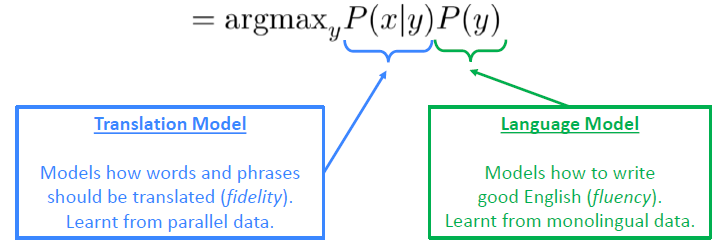 = argmax_y P(x|y)P(y)
Translation Model
Models how words and phrases
should be translated (fidelity).
Learnt from parallel data.
Language Model
Models how to write
good English (fluency).
Learnt from monolingual data.